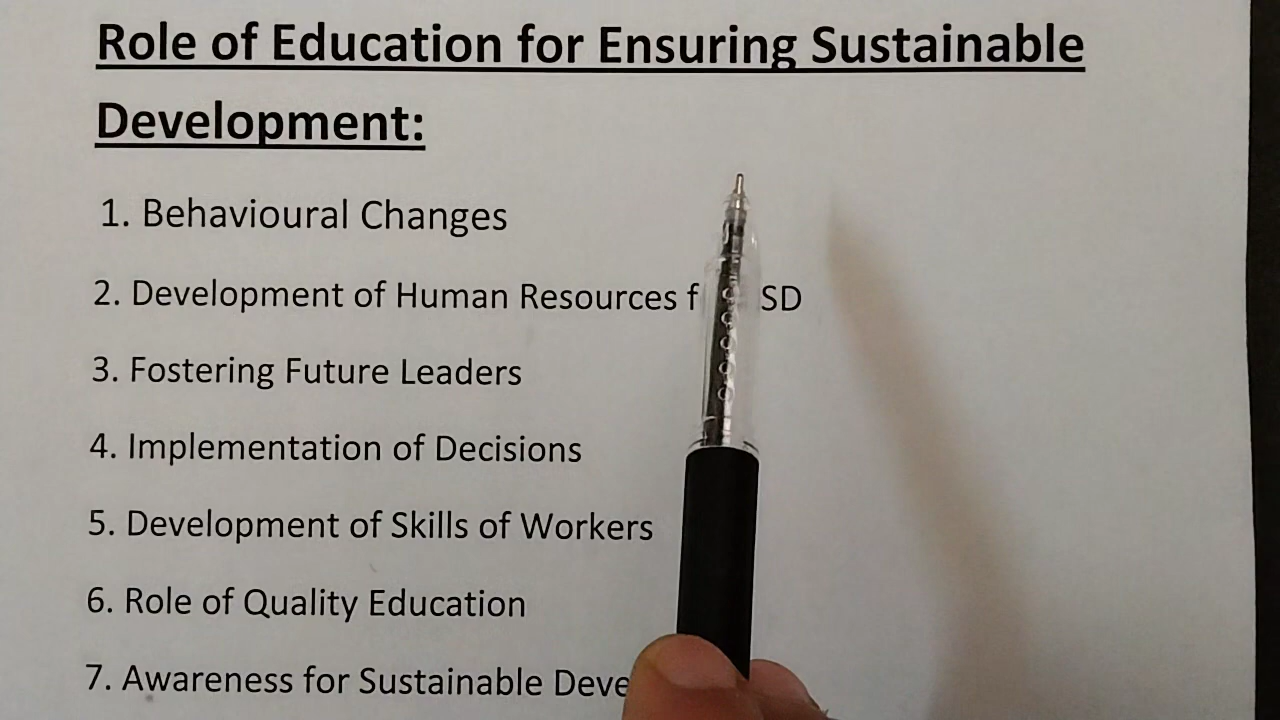 Role of Education for Ensuring Sustainable
Development:
1. Behavioural Changes
2. Development of Human Resources SD
3. Fostering Future Leaders
4. Implementation of Decisions
5. Development of Skills of Workers
6. Role of Quality Education
7. Awareness for Sustainable